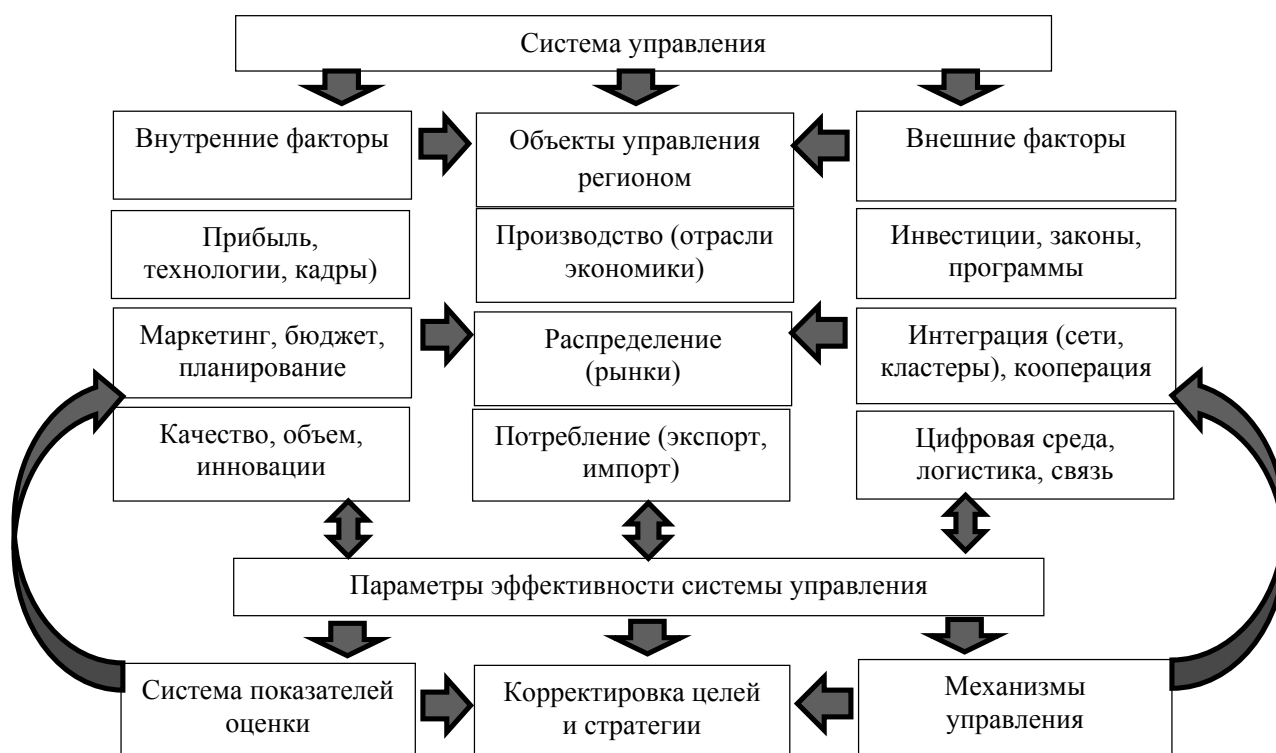 Система управления
Внутренние факторы
Объекты управления
регионом
Внешние факторы
Прибыль,
технологии, кадры)
Производство (отрасли
экономики)
Инвестиции, законы,
программы
Маркетинг, бюджет,
планирование
Распределение
(рынки)
Интеграция (сети,
кластеры), кооперация
Качество, объем,
инновации
Потребление (экспорт,
импорт)
Цифровая среда,
логистика, связь
Параметры эффективности системы управления
Система показателей
оценки
Корректировка целей
и стратегии
Механизмы
управления